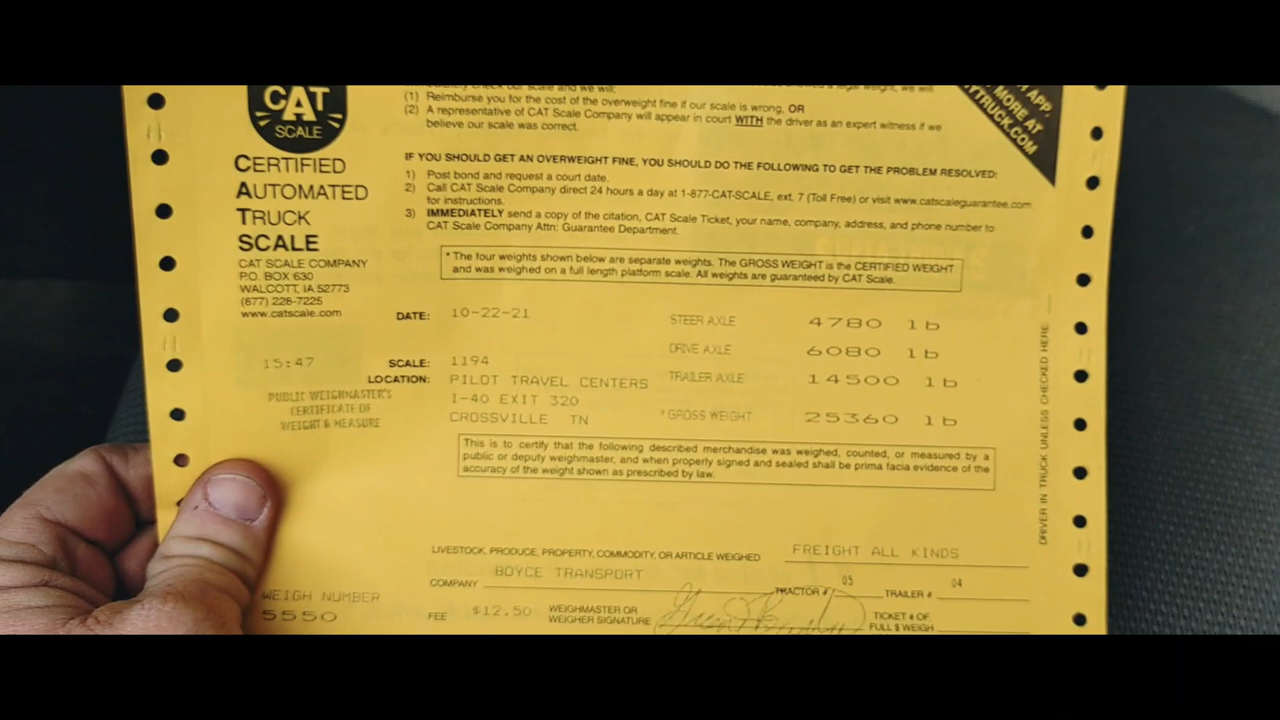 CAT
SCALE
CERTIFIED
AUTOMATED
TRUCK
SCALE
CAT SCALE COMPANY
P.O. BOX 630
WALCOTT, IA 52773
(877) 228-7225
www.catscale.com
our scale and we will:
(1) Reimburse you for the cost of the overweight fine if our scale is wrong, OR
(2) A representative of CAT Scale Company will appear in court WITH the driver as an expert witness if we
believe our scale was correct.
APP.
MORE AT
TTRUCK.COM
IF YOU SHOULD GET AN OVERWEIGHT FINE, YOU SHOULD DO THE FOLLOWING TO GET THE PROBLEM RESOLVED:
1) Post bond and request a court date.
2) Call CAT Scale Company direct 24 hours a day at 1-877-CAT-SCALE, ext. 7 (Toll Free) or visit www.catscaleguarantee.com
for instructions.
3) IMMEDIATELY send a copy of the citation, CAT Scale Ticket, your name, company, address, and phone number to
CAT Scale Company Attn: Guarantee Department.
* The four weights shown below are separate weights. The GROSS WEIGHT is the CERTIFIED WEIGHT
and was weighed on a full length platform scale. All weights are guaranteed by CAT Scale.
DATE: 10-22-21
STEER AXLE 4780 lb
DRIVE AXLE 6080 lb
15:47
SCALE: 1194
TRAILER AXLE 14500 lb
LOCATION: PILOT TRAVEL CENTERS
I-40 EXIT 320
CROSSVILLE TN
* GROSS WEIGHT 25360 lb
PUBLIC WEIGHMASTER'S
CERTIFICATE OF
WEIGHT & MEASURE
This is to certify that the following described merchandise was weighed, counted, or measured by a
public or deputy weighmaster, and when properly signed and sealed shall be prima facia evidence of the
accuracy of the weight shown as prescribed by law.
DRIVER IN TRUCK UNLESS CHECKED HERE
LIVESTOCK, PRODUCE, PROPERTY, COMMODITY, OR ARTICLE WEIGHED FREIGHT ALL KINDS
COMPANY BOYCE TRANSPORT TRACTOR # 05 TRAILER # 04
WEIGH NUMBER
5550
FEE $12.50 WEIGHMASTER OR
WEIGHER SIGNATURE
TICKET # OF
FULL $ WEIGH